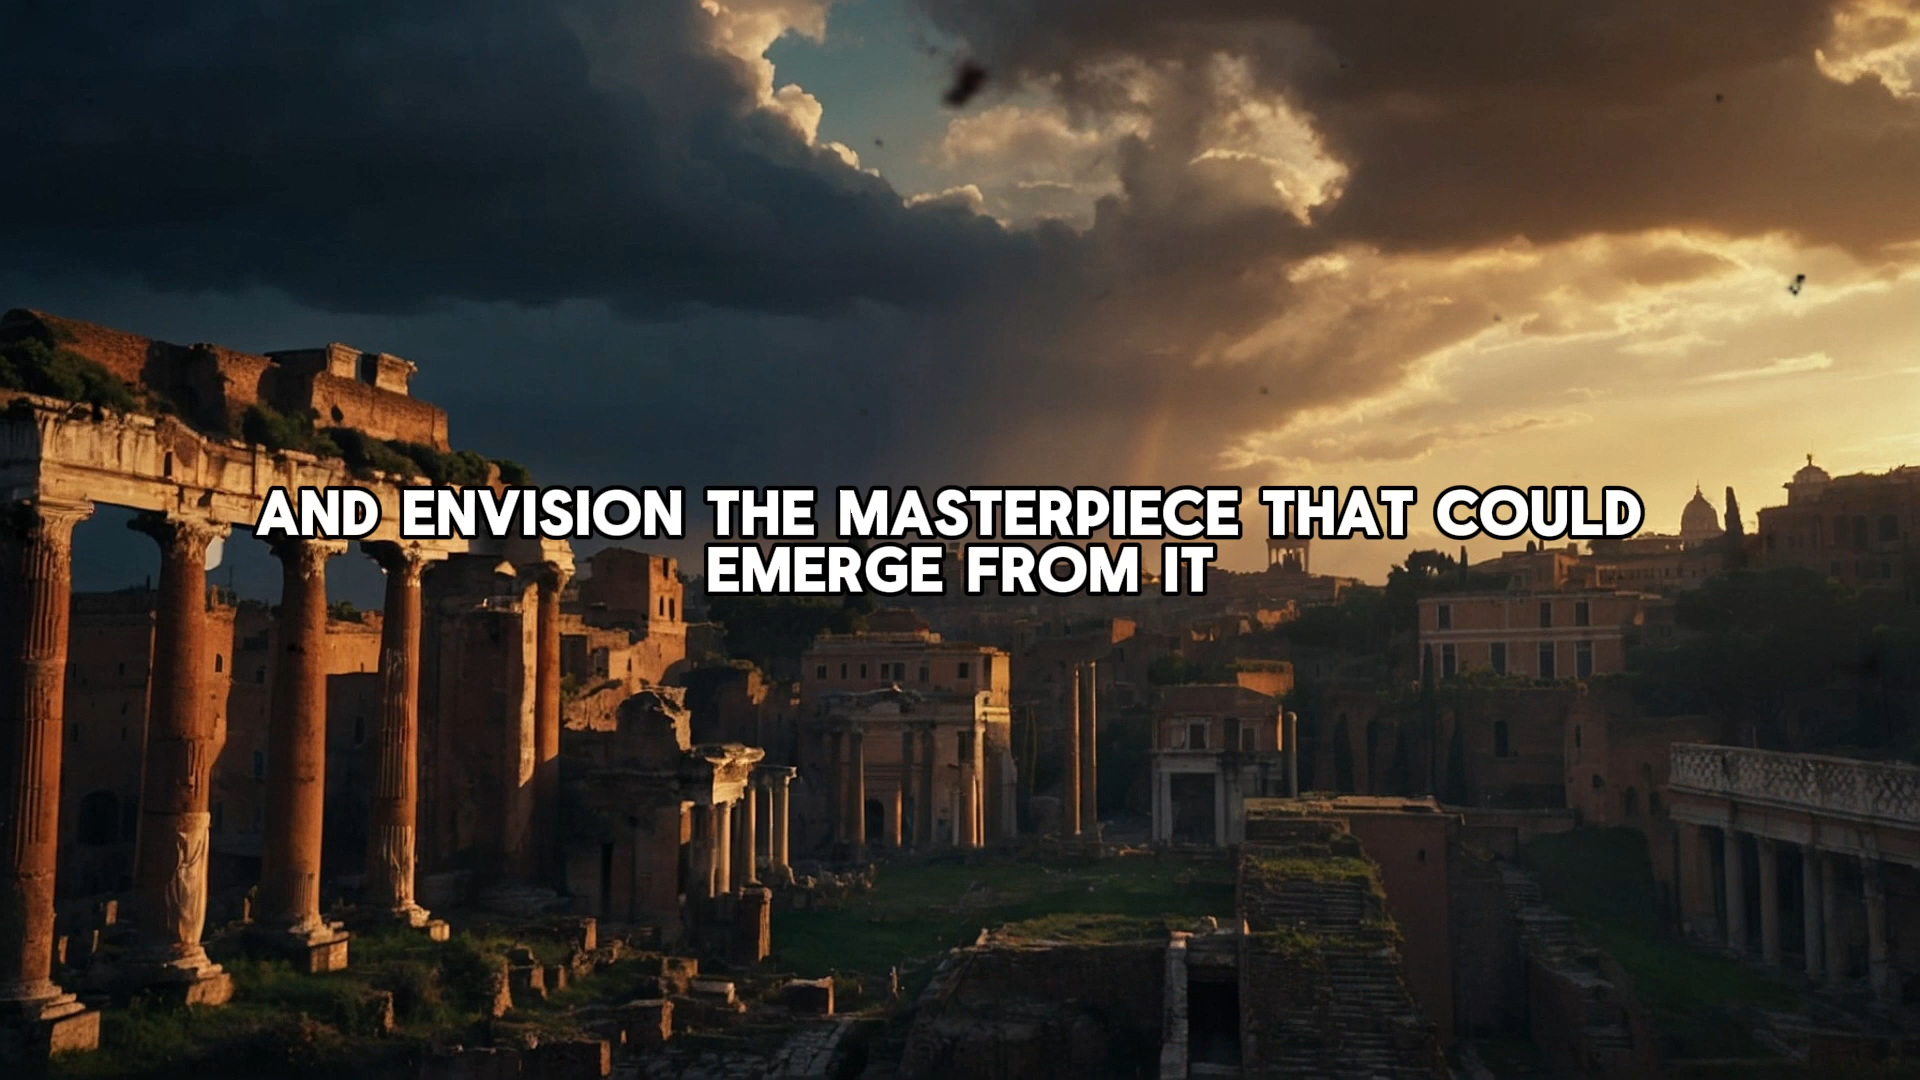 AND ENVISION THE MASTERPIECE THAT COULD
EMERGE FROM IT